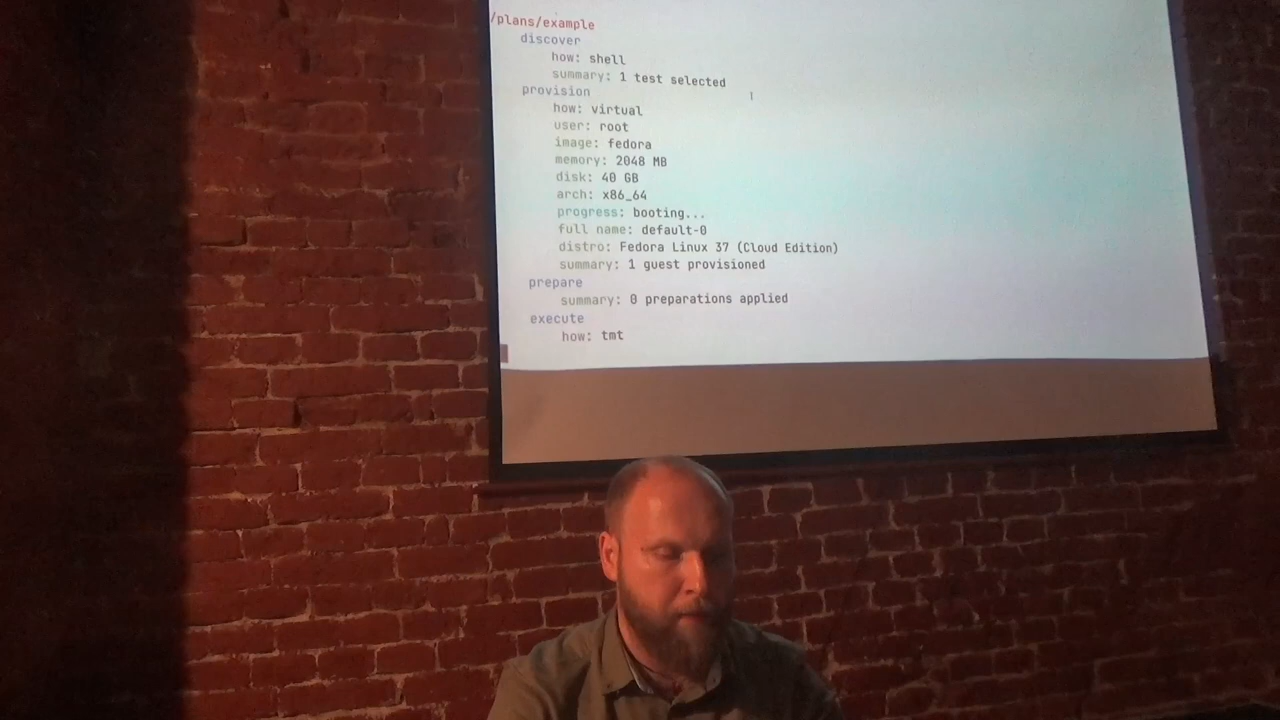 /plans/example
discover
how: shell
summary: 1 test selected
provision
how: virtual
user: root
image: fedora
memory: 2048 MB
disk: 40 GB
arch: x86_64
progress: booting...
full name: default-0
distro: Fedora Linux 37 (Cloud Edition)
summary: 1 guest provisioned
prepare
summary: 0 preparations applied
execute
how: tmt